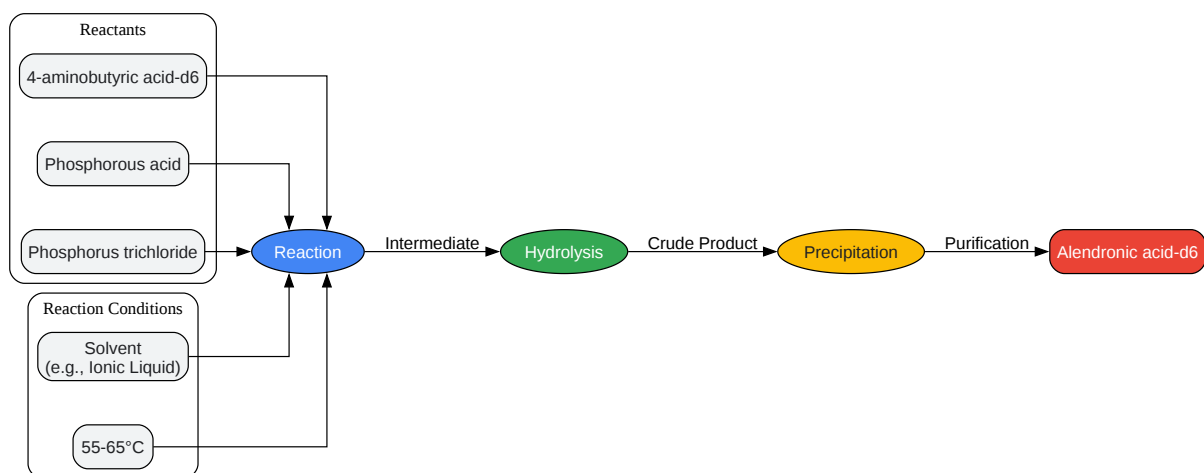 Reactants
4-aminobutyric acid-d6
Phosphorous acid
Phosphorus trichloride
Reaction Conditions
Solvent
(e.g., Ionic Liquid)
55-65°C
Reaction
Intermediate
Hydrolysis
Crude Product
Precipitation
Purification
Alendronic acid-d6